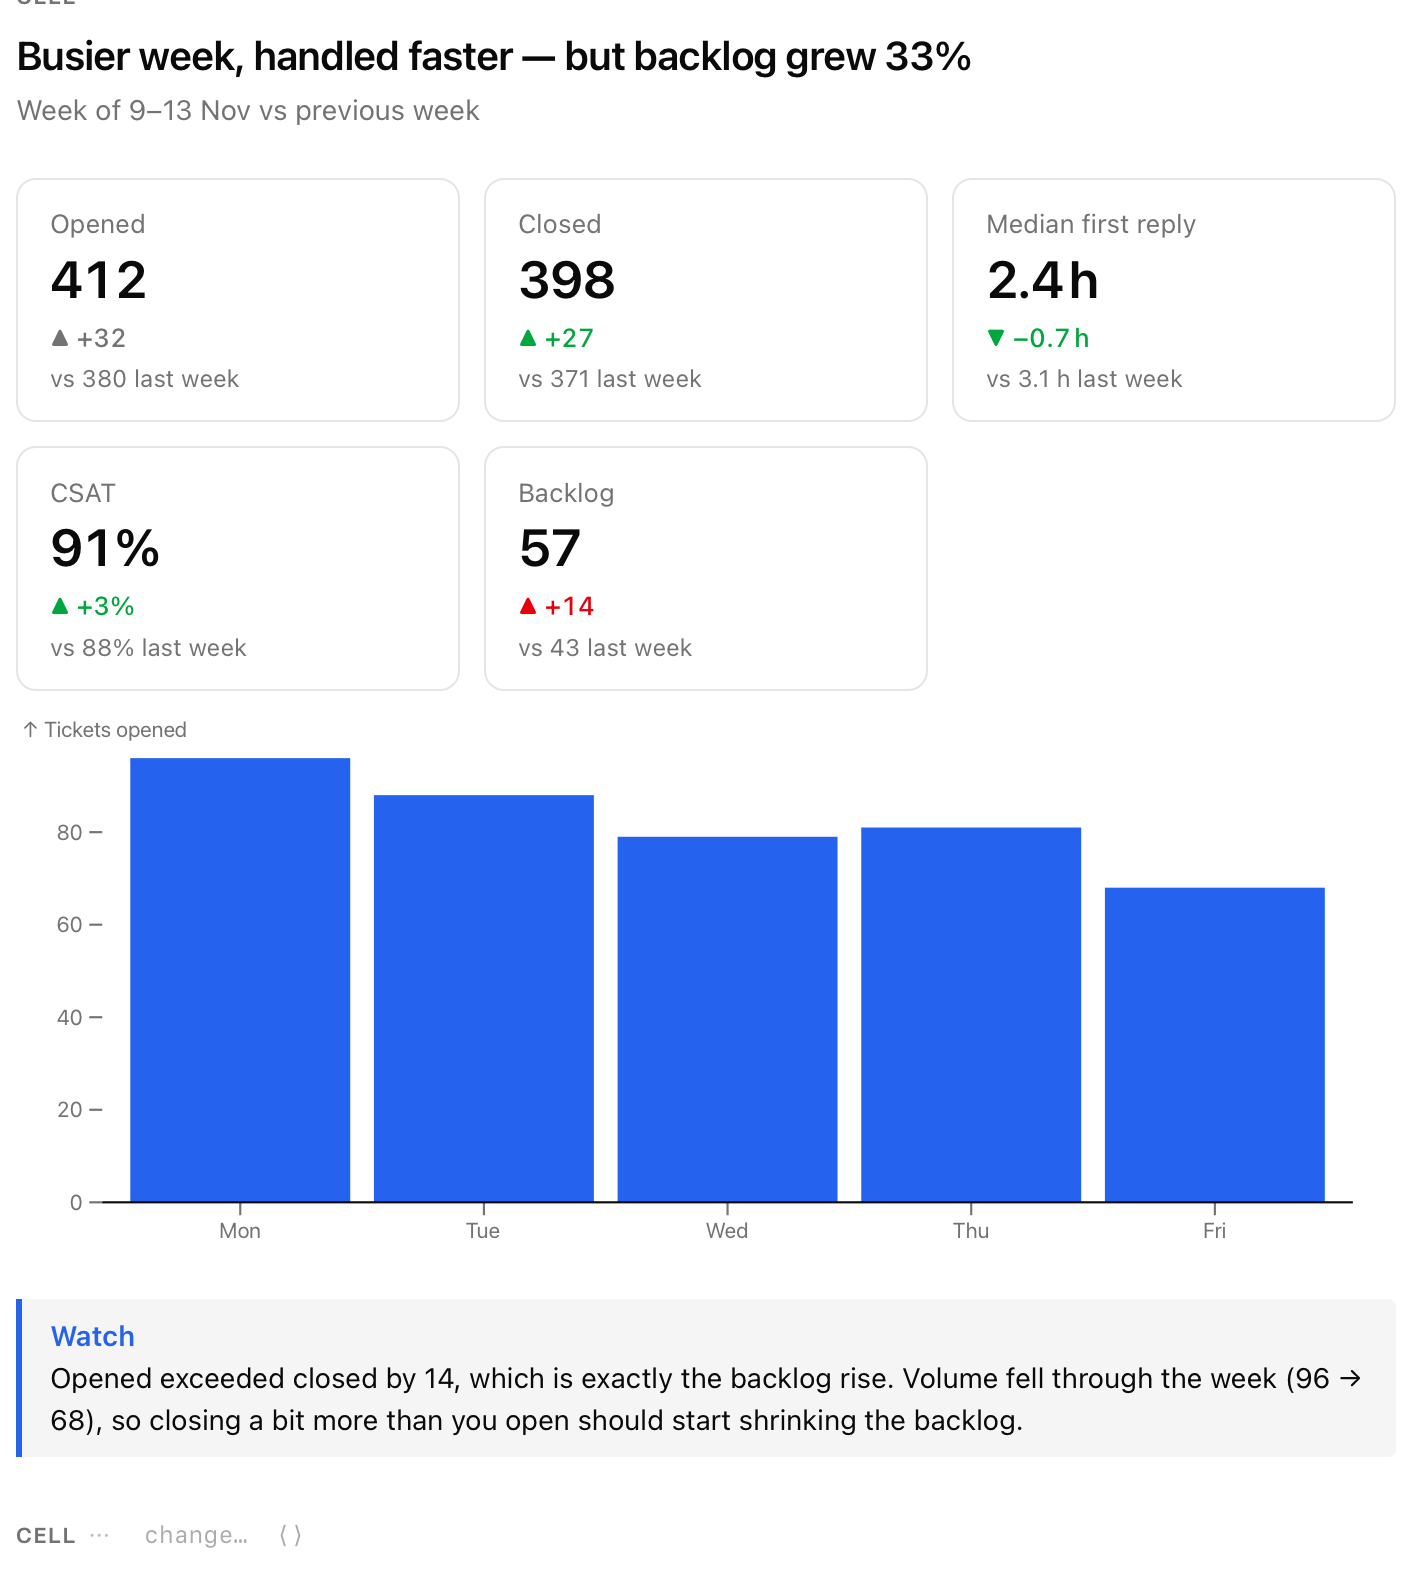 CELL
Busier week, handled faster — but backlog grew 33%
Week of 9–13 Nov vs previous week
Opened
412
▲ +32
vs 380 last week
Closed
398
▲ +27
vs 371 last week
Median first reply
2.4 h
▼ −0.7 h
vs 3.1 h last week
CSAT
91%
▲ +3%
vs 88% last week
Backlog
57
▲ +14
vs 43 last week
↑ Tickets opened
80
60
40
20
0
Mon
Tue
Wed
Thu
Fri
Watch
Opened exceeded closed by 14, which is exactly the backlog rise. Volume fell through the week (96 →
68), so closing a bit more than you open should start shrinking the backlog.
CELL ··· change… ⟨ ⟩